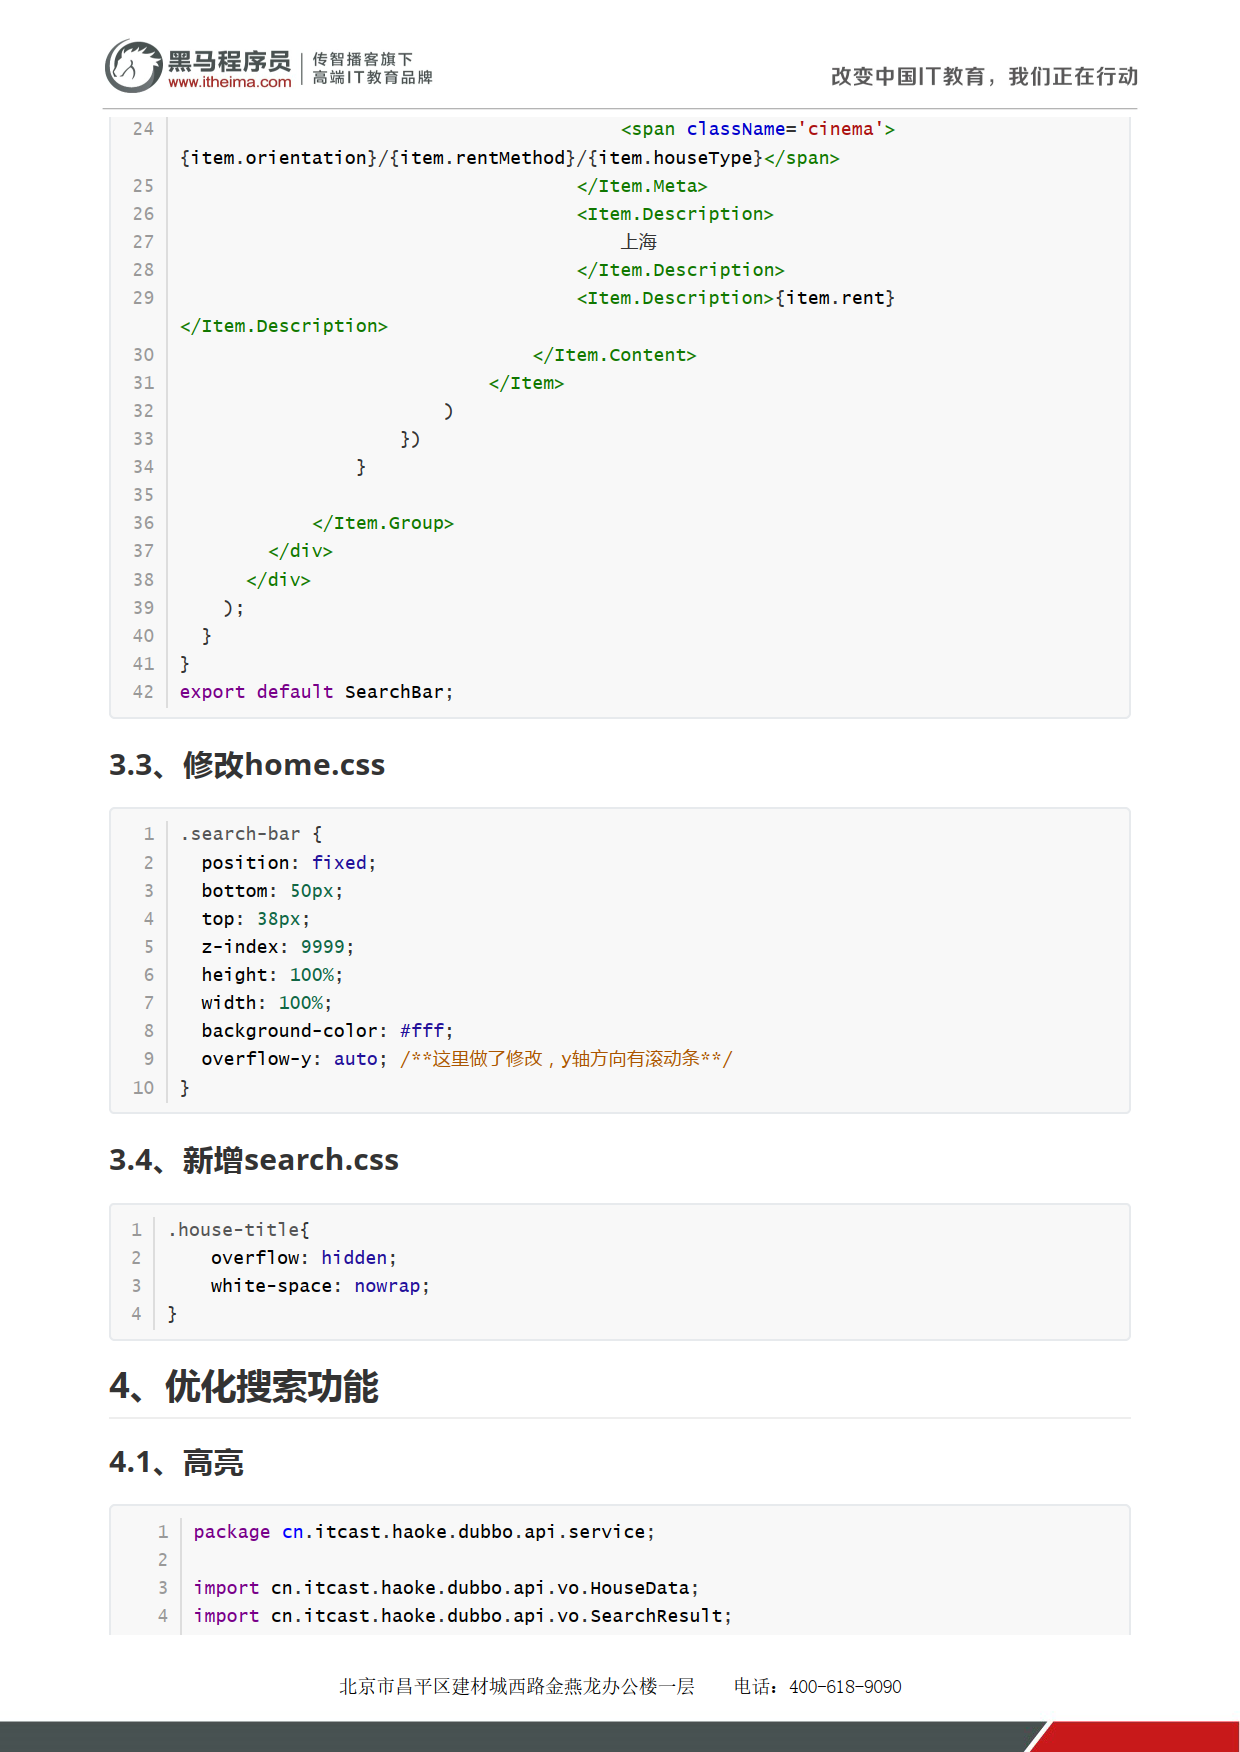 黑马程序员
www.itheima.com
传智播客旗下
高端IT教育品牌
改变中国IT教育，我们正在行动
24 <span className='cinema'>
{item.orientation}/{item.rentMethod}/{item.houseType}</span>
25 </Item.Meta>
26 <Item.Description>
27 上海
28 </Item.Description>
29 <Item.Description>{item.rent}
</Item.Description>
30 </Item.Content>
31 </Item>
32 )
33 })
34 }
35
36 </Item.Group>
37 </div>
38 </div>
39 );
40 }
41 }
42 export default SearchBar;
3.3、修改home.css
1 .search-bar {
2 position: fixed;
3 bottom: 50px;
4 top: 38px;
5 z-index: 9999;
6 height: 100%;
7 width: 100%;
8 background-color: #fff;
9 overflow-y: auto; /**这里做了修改，y轴方向有滚动条**/
10 }
3.4、新增search.css
1 .house-title{
2 overflow: hidden;
3 white-space: nowrap;
4 }
4、优化搜索功能
4.1、高亮
1 package cn.itcast.haoke.dubbo.api.service;
2
3 import cn.itcast.haoke.dubbo.api.vo.HouseData;
4 import cn.itcast.haoke.dubbo.api.vo.SearchResult;
北京市昌平区建材城西路金燕龙办公楼一层 电话：400-618-9090